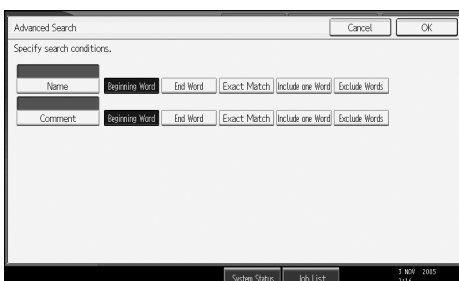 Advanced Search Cancel OK
Specify search conditions.
Name Beginning Word End Word Exact Match Include one Word Exclude Words
Comment Beginning Word End Word Exact Match Include one Word Exclude Words
System Status Job List 3 NOV 2005